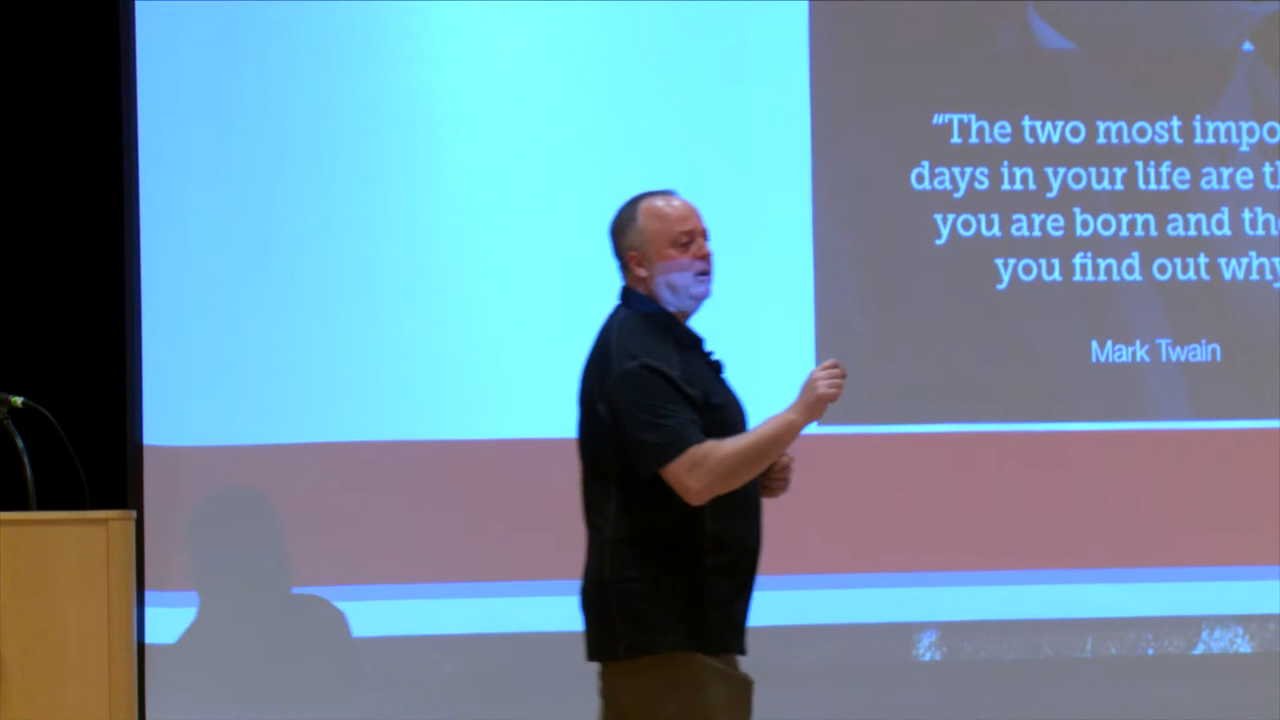 “The two most impo
days in your life are t
you are born and the
you find out why
Mark Twain